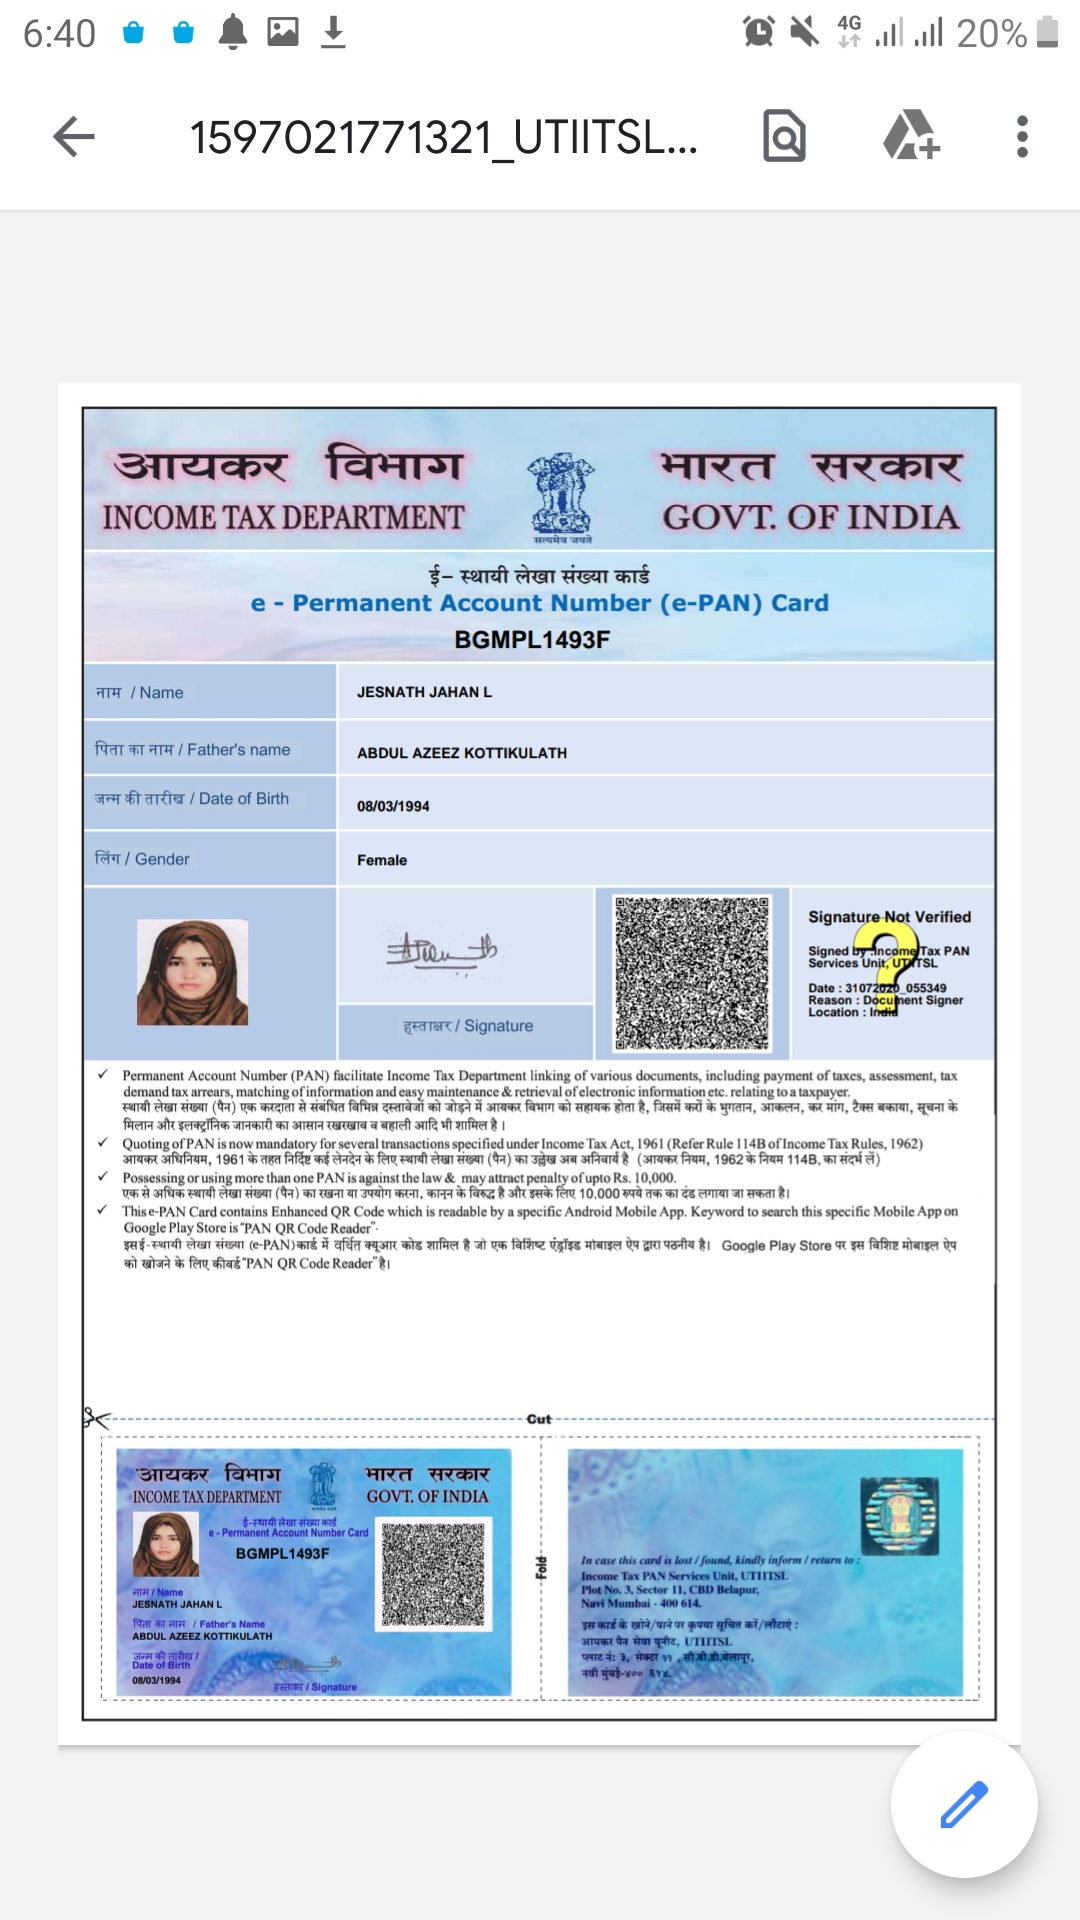 6:40
4G
20%
1597021771321_UTIITSL...
आयकर विभाग
INCOME TAX DEPARTMENT
सत्यमेव जयते
भारत सरकार
GOVT. OF INDIA
ई- स्थायी लेखा संख्या कार्ड
e - Permanent Account Number (e-PAN) Card
BGMPL1493F
नाम / Name
JESNATH JAHAN L
पिता का नाम / Father's name
ABDUL AZEEZ KOTTIKULATH
जन्म की तारीख / Date of Birth
08/03/1994
लिंग / Gender
Female
हस्ताक्षर / Signature
Signature Not Verified
Signed by :Income Tax PAN
Services Unit, UTIITSL
Date : 31072020_055349
Reason : Document Signer
Location : India
Permanent Account Number (PAN) facilitate Income Tax Department linking of various documents, including payment of taxes, assessment, tax
demand tax arrears, matching of information and easy maintenance & retrieval of electronic information etc. relating to a taxpayer.
स्थायी लेखा संख्या (पैन) एक करदाता से संबंधित विभिन्न दस्तावेजों को जोड़ने में आयकर विभाग को सहायक होता है, जिसमें करों के भुगतान, आकलन, कर मांग, टैक्स बकाया, सूचना के
मिलान और इलक्ट्रॉनिक जानकारी का आसान रखरखाव व बहाली आदि भी शामिल है।
Quoting of PAN is now mandatory for several transactions specified under Income Tax Act, 1961 (Refer Rule 114B of Income Tax Rules, 1962)
आयकर अधिनियम, 1961 के तहत निर्दिष्ट कई लेनदेन के लिए स्थायी लेखा संख्या (पैन) का उल्लेख अब अनिवार्य है (आयकर नियम, 1962 के नियम 114B, का संदर्भ लें)
Possessing or using more than one PAN is against the law & may attract penalty of upto Rs. 10,000.
एक से अधिक स्थायी लेखा संख्या (पैन) का रखना या उपयोग करना, कानून के विरुद्ध है और इसके लिए 10,000 रुपये तक का दंड लगाया जा सकता है।
This e-PAN Card contains Enhanced QR Code which is readable by a specific Android Mobile App. Keyword to search this specific Mobile App on
Google Play Store is "PAN QR Code Reader".
इसई-स्थायी लेखा संख्या (e-PAN) कार्ड में वर्धित क्यूआर कोड शामिल है जो एक विशिष्ट एंड्रॉइड मोबाइल ऐप द्वारा पठनीय है। Google Play Store पर इस विशिष्ट मोबाइल ऐप
को खोजने के लिए कीवर्ड "PAN QR Code Reader" है।
Cut
आयकर विभाग
INCOME TAX DEPARTMENT
भारत सरकार
GOVT. OF INDIA
ई-स्थायी लेखा संख्या कार्ड
e - Permanent Account Number Card
BGMPL1493F
नाम / Name
JESNATH JAHAN L
पिता का नाम / Father's Name
ABDUL AZEEZ KOTTIKULATH
जन्म की तारीख /
Date of Birth
08/03/1994
हस्ताक्षर / Signature
Fold
In case this card is lost / found, kindly inform / return to :
Income Tax PAN Services Unit, UTIITSL
Plot No. 3, Sector 11, CBD Belapur,
Navi Mumbai - 400 614.
इस कार्ड के खोने/पाने पर कृपया सूचित करें/लौटाएं :
आयकर पैन सेवा यूनीट, UTIITSL
प्लाट नं: ३, सेक्टर ११ , सी.बी.डी.बेलापुर,
नवी मुंबई-४०० ६१४.